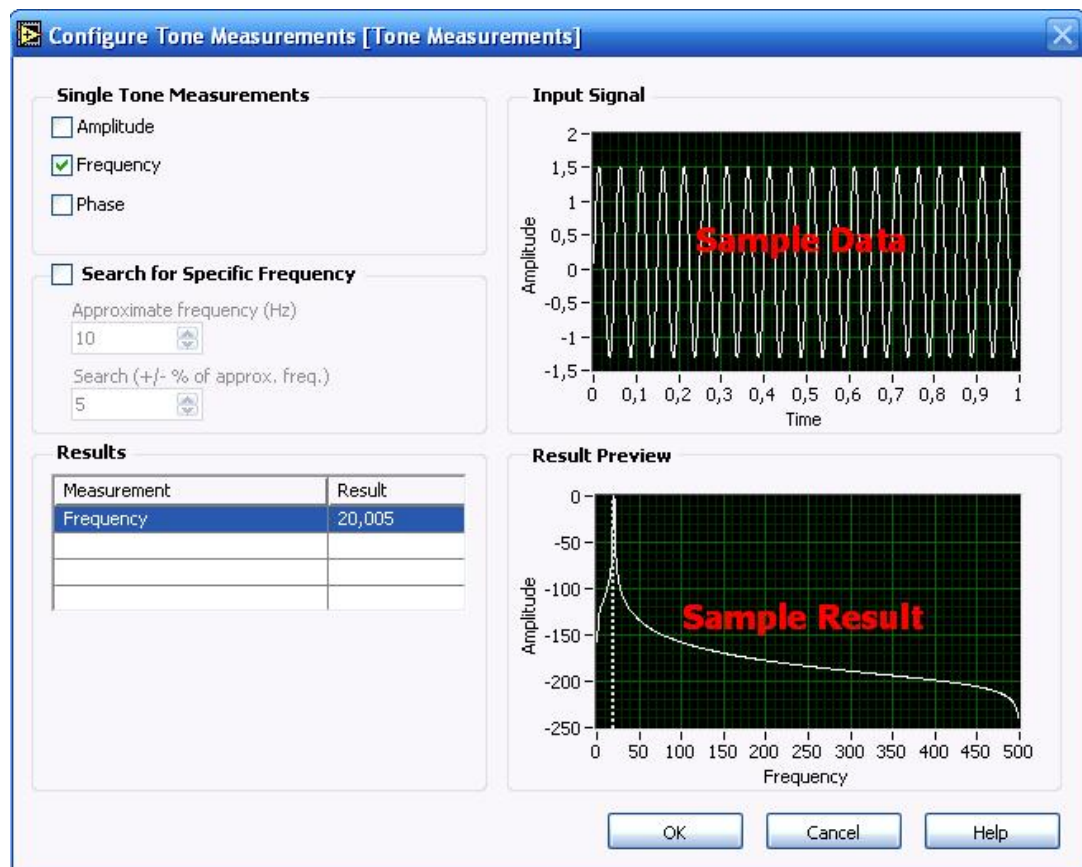 Configure Tone Measurements [Tone Measurements]
Single Tone Measurements
Amplitude
Frequency
Phase
Search for Specific Frequency
Approximate frequency (Hz)
10
Search (+/- % of approx. freq.)
5
Results
Measurement Result
Frequency 20,005
Input Signal
2
1,5
1
0,5
0
-0,5
-1
-1,5
Amplitude
Sample Data
0 0,1 0,2 0,3 0,4 0,5 0,6 0,7 0,8 0,9 1
Time
Result Preview
0
-50
-100
-150
-200
-250
Amplitude
Sample Result
0 50 100 150 200 250 300 350 400 450 500
Frequency
OK Cancel Help